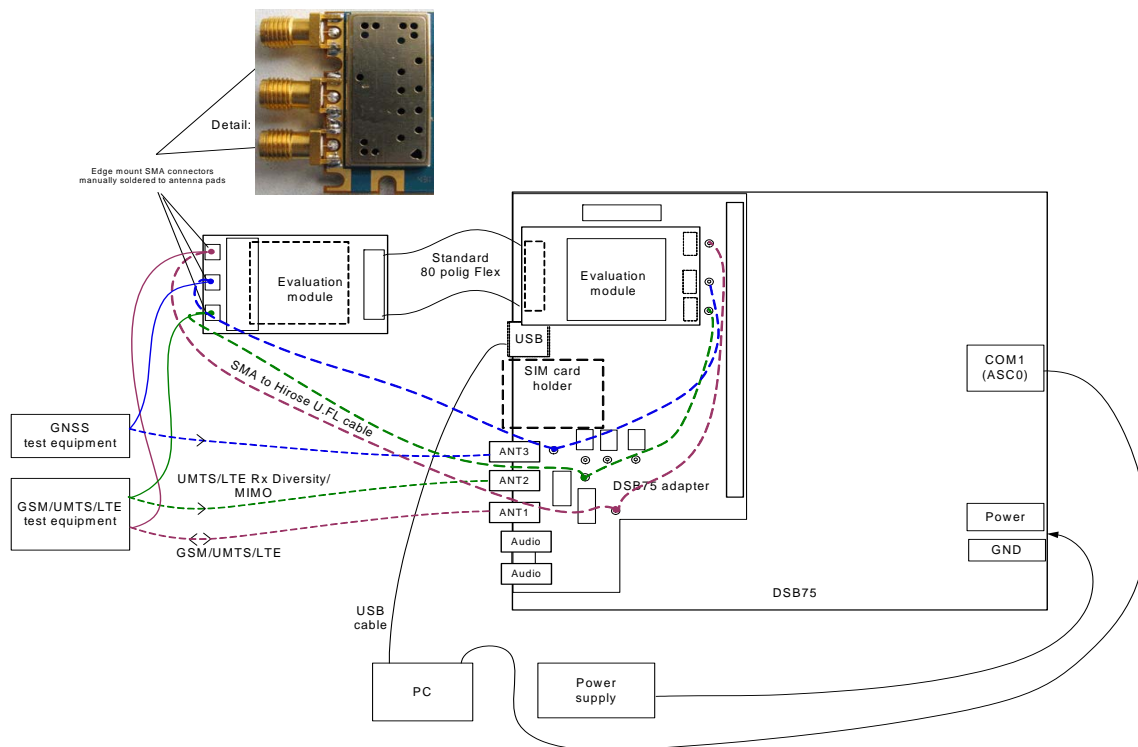 Detail:
Edge mount SMA connectors
manually soldered to antenna pads
Evaluation
module
Standard
80 polig Flex
Evaluation
module
USB
SIM card
holder
COM1
(ASC0)
SMA to Hirose U.FL cable
GNSS
test equipment
ANT3
UMTS/LTE Rx Diversity/
MIMO
ANT2
DSB75 adapter
GSM/UMTS/LTE
test equipment
ANT1
GSM/UMTS/LTE
Power
Audio
GND
Audio
DSB75
USB
cable
PC
Power
supply